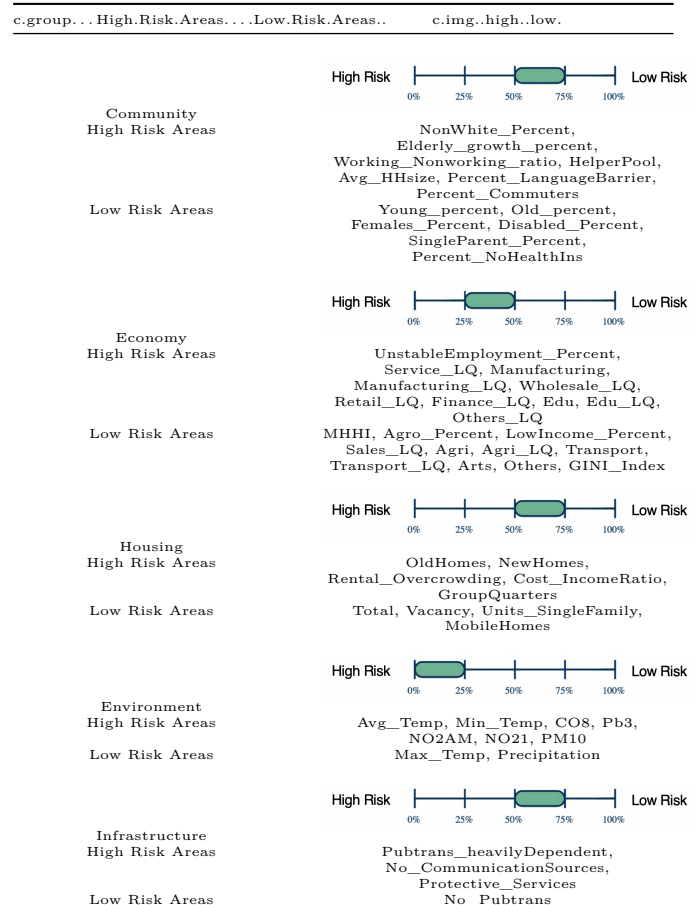 c.group...High.Risk.Areas....Low.Risk.Areas.. c.img..high..low.
High Risk Low Risk
0% 25% 50% 75% 100%
Community
High Risk Areas NonWhite_Percent,
Elderly_growth_percent,
Working_Nonworking_ratio, HelperPool,
Avg_HHsize, Percent_LanguageBarrier,
Percent_Commuters
Low Risk Areas Young_percent, Old_percent,
Females_Percent, Disabled_Percent,
SingleParent_Percent,
Percent_NoHealthIns
High Risk Low Risk
0% 25% 50% 75% 100%
Economy
High Risk Areas UnstableEmployment_Percent,
Service_LQ, Manufacturing,
Manufacturing_LQ, Wholesale_LQ,
Retail_LQ, Finance_LQ, Edu, Edu_LQ,
Others_LQ
Low Risk Areas MHHI, Agro_Percent, LowIncome_Percent,
Sales_LQ, Agri, Agri_LQ, Transport,
Transport_LQ, Arts, Others, GINI_Index
High Risk Low Risk
0% 25% 50% 75% 100%
Housing
High Risk Areas OldHomes, NewHomes,
Rental_Overcrowding, Cost_IncomeRatio,
GroupQuarters
Low Risk Areas Total, Vacancy, Units_SingleFamily,
MobileHomes
High Risk Low Risk
0% 25% 50% 75% 100%
Environment
High Risk Areas Avg_Temp, Min_Temp, CO8, Pb3,
NO2AM, NO21, PM10
Low Risk Areas Max_Temp, Precipitation
High Risk Low Risk
0% 25% 50% 75% 100%
Infrastructure
High Risk Areas Pubtrans_heavilyDependent,
No_CommunicationSources,
Protective_Services
Low Risk Areas No_Pubtrans